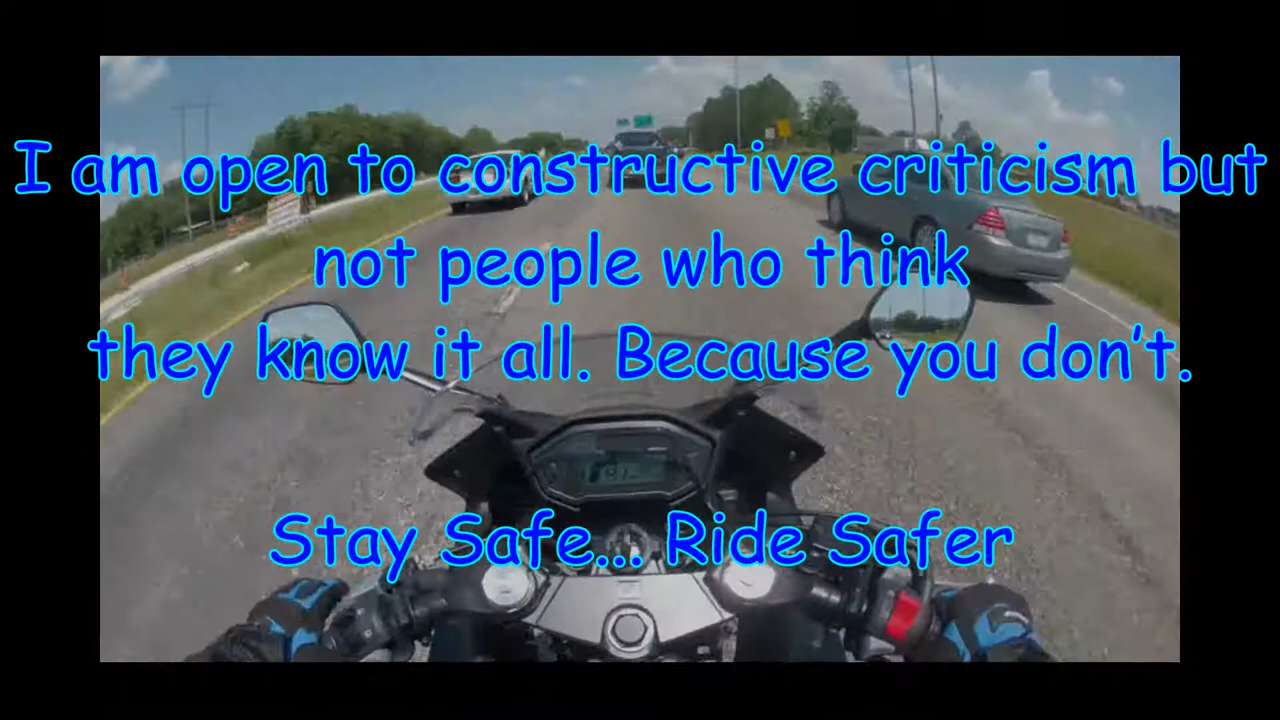 I am open to constructive criticism but
not people who think
they know it all. Because you don't.
Stay Safe... Ride Safer